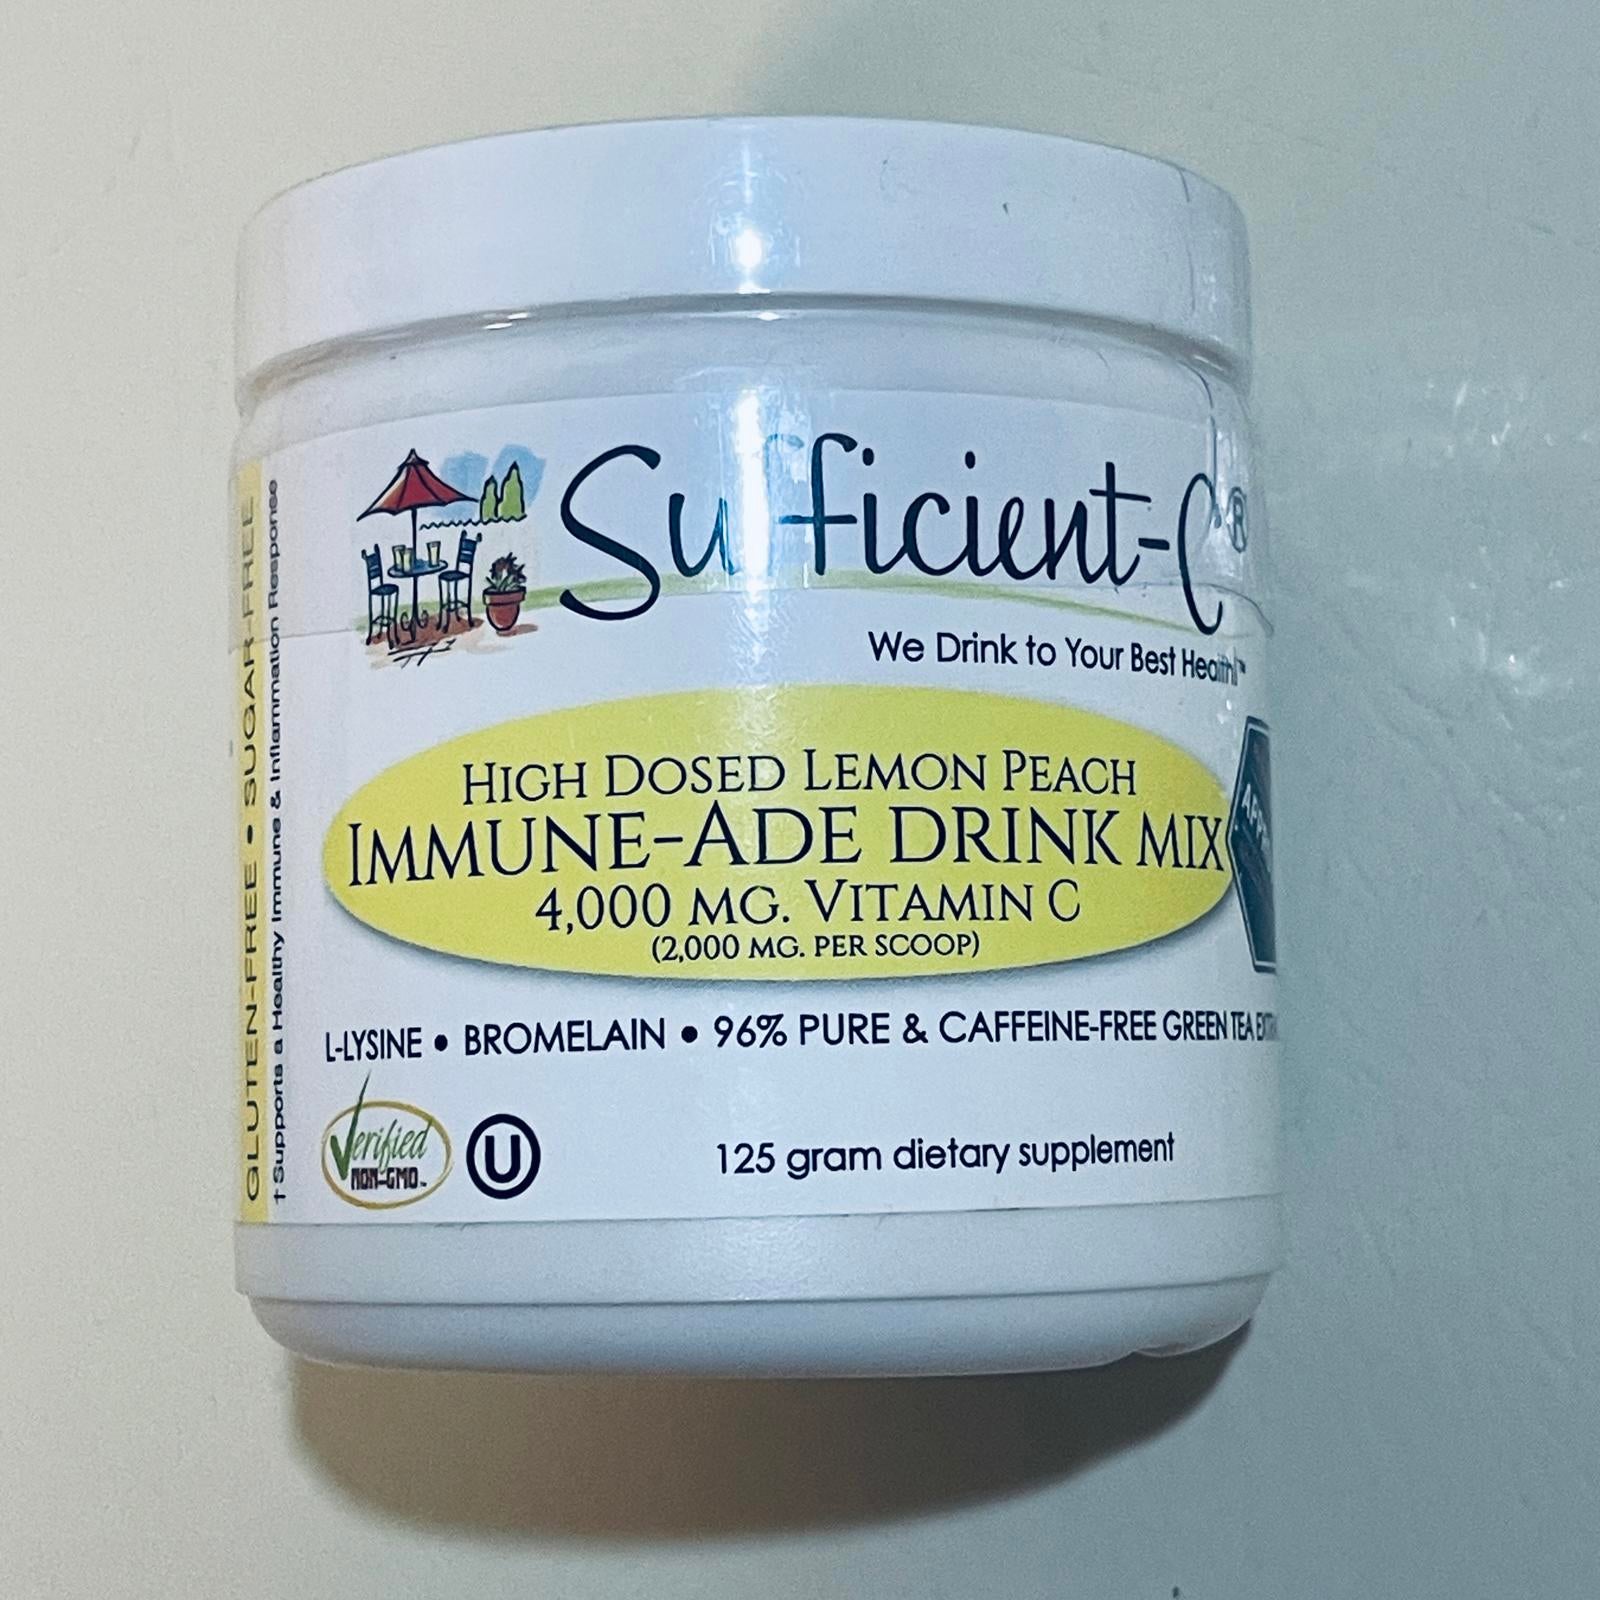 Sufficient-C®
We Drink to Your Best Health!™
HIGH DOSED LEMON PEACH
IMMUNE-ADE DRINK MIX
4,000 MG. VITAMIN C
(2,000 MG. PER SCOOP)
L-LYSINE • BROMELAIN • 96% PURE & CAFFEINE-FREE GREEN TEA
Verified
NON-GMO™
U
125 gram dietary supplement
GLUTEN-FREE • SUGAR-FREE
† Supports a Healthy Immune & Inflammation Response